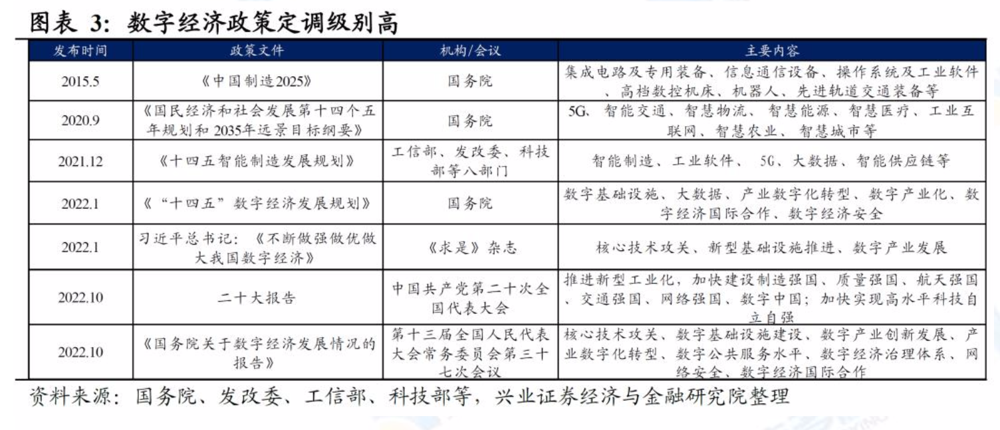 图表 3：数字经济政策定调级别高
发布时间 政策文件 机构/会议 主要内容
2015.5 《中国制造2025》 国务院 集成电路及专用装备、信息通信设备、操作系统及工业软件
、高档数控机床、机器人、先进轨道交通装备等
2020.9 《国民经济和社会发展第十四个五
年规划和 2035年远景目标纲要》 国务院 5G、 智能交通、智慧物流、 智慧能源、智慧医疗、工业互
联网、智慧农业、 智慧城市等
2021.12 《十四五智能制造发展规划》 工信部、发改委、科技
部等八部门 智能制造、工业软件、 5G、大数据、智能供应链等
2022.1 《 “十四五” 数字经济发展规划》 国务院 数字基础设施、大数据、产业数字化转型、数字产业化、数
字经济国际合作、数字经济安全
2022.1 习近平总书记： 《不断做强做优做
大我国数字经济》 《求是》杂志 核心技术攻关、新型基础设施推进、数字产业发展
2022.10 二十大报告 中国共产党第二十次全
国代表大会 推进新型工业化，加快建设制造强国、质量强国、航天强国
、交通强国、网络强国、数字中国；加快实现高水平科技自
立自强
2022.10 《国务院关于数字经济发展情况的
报告》 第十三届全国人民代表
大会常务委员会第三十
七次会议 核心技术攻关、数字基础设施建设、数字产业创新发展、产
业数字化转型、数字公共服务水平、数字经济治理体系、网
络安全、数字经济国际合作
资料来源：国务院、发改委、工信部、科技部等，兴业证券经济与金融研究院整理